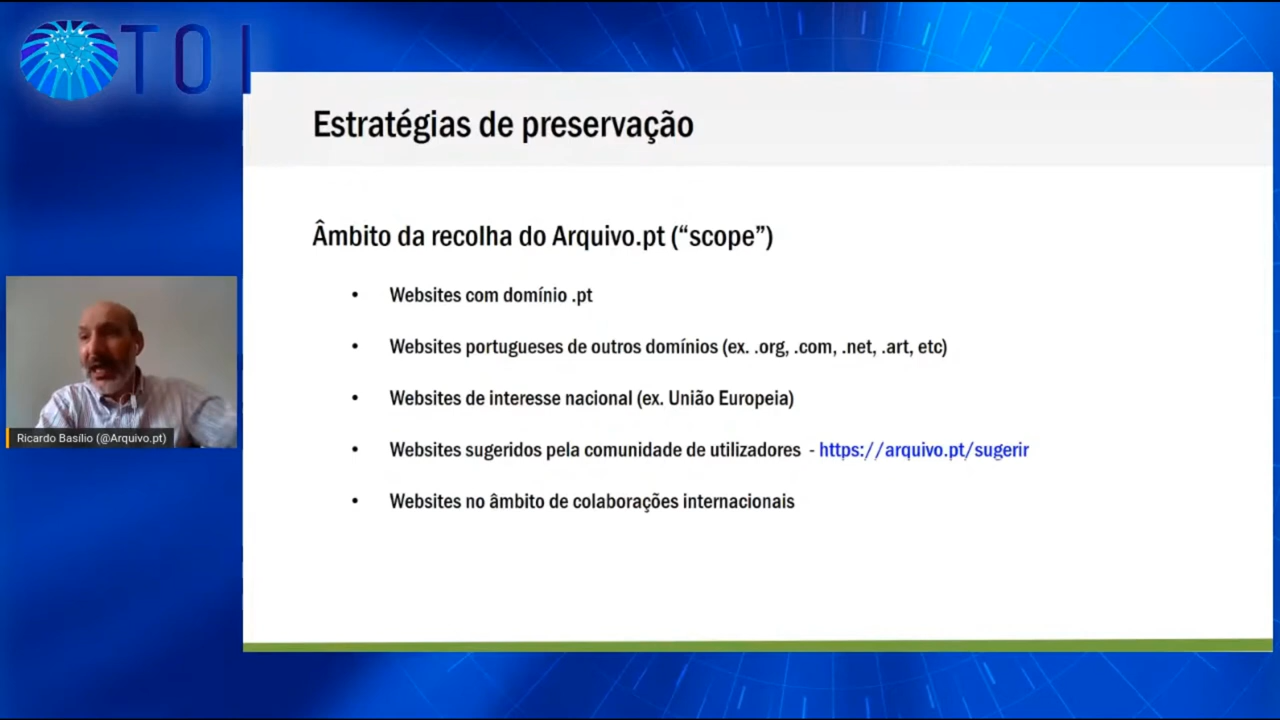 TOI
Estratégias de preservação
Âmbito da recolha do Arquivo.pt (“scope”)
• Websites com domínio .pt
• Websites portugueses de outros domínios (ex. .org, .com, .net, .art, etc)
• Websites de interesse nacional (ex. União Europeia)
• Websites sugeridos pela comunidade de utilizadores - https://arquivo.pt/sugerir
• Websites no âmbito de colaborações internacionais
Ricardo Basílio (@Arquivo.pt)